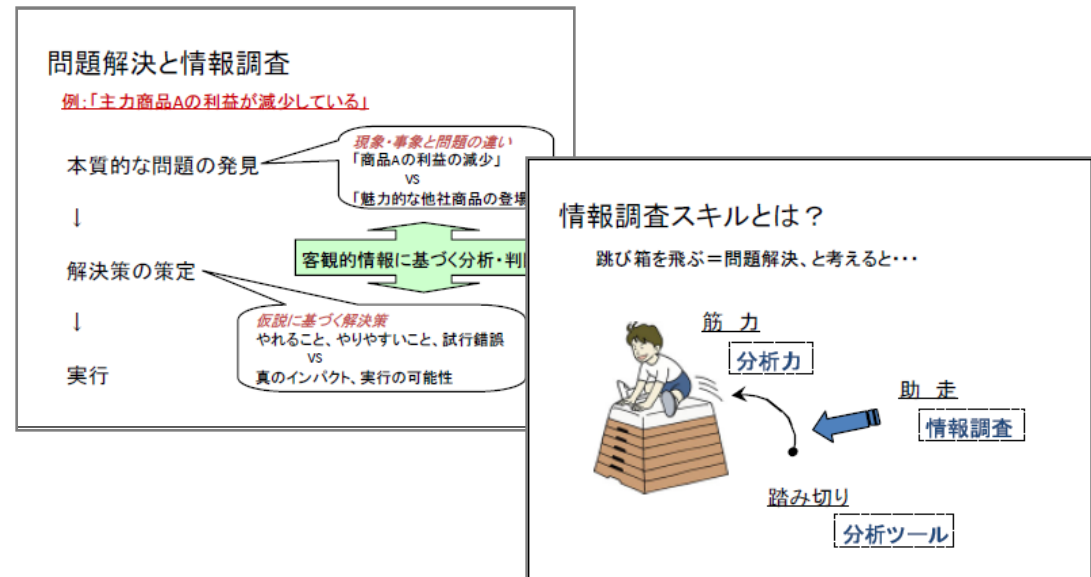 問題解決と情報調査
例:「主力商品Aの利益が減少している」
本質的な問題の発見
現象・事象と問題の違い
「商品Aの利益の減少」
VS
「魅力的な他社商品の登場
↓
客観的情報に基づく分析・判
解決策の策定
↓
仮説に基づく解決策
やれること、やりやすいこと、試行錯誤
VS
真のインパクト、実行の可能性
実行
情報調査スキルとは？
跳び箱を飛ぶ＝問題解決、と考えると・・・
筋 力
分析力
助 走
情報調査
踏み切り
分析ツール